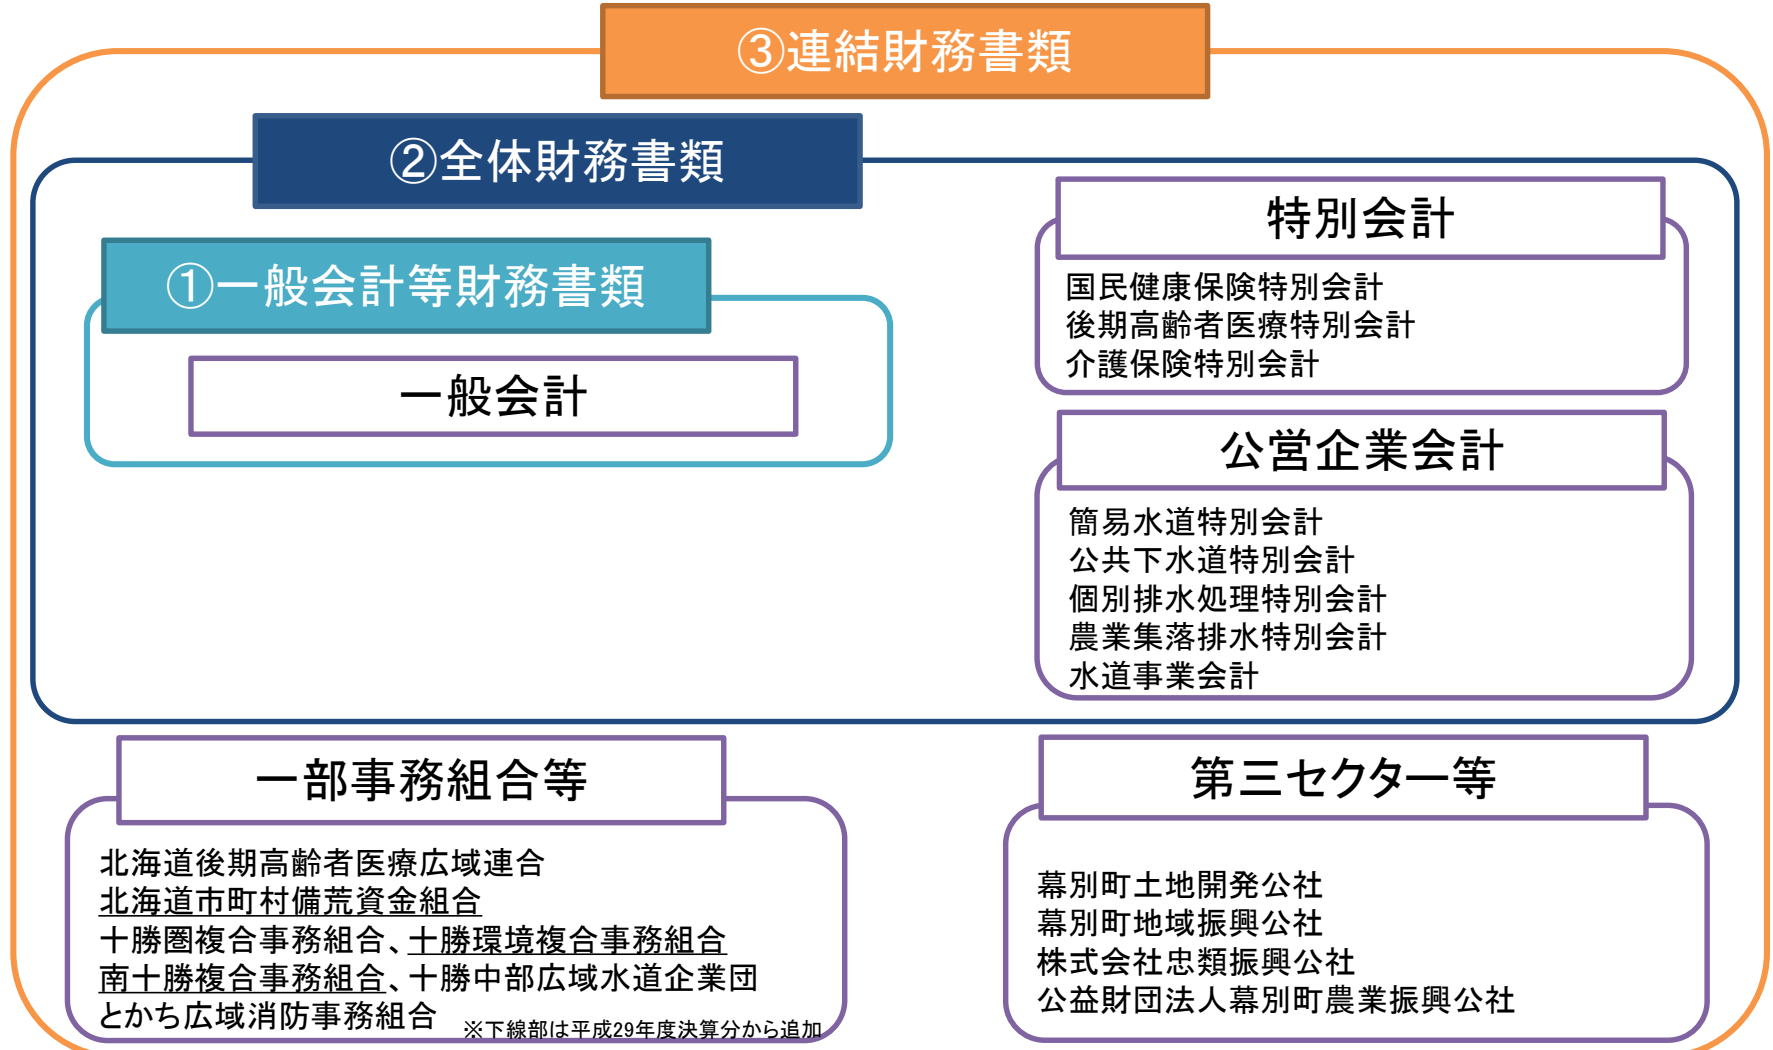 ③連結財務書類
②全体財務書類
①一般会計等財務書類
一般会計
特別会計
国民健康保険特別会計
後期高齢者医療特別会計
介護保険特別会計
公営企業会計
簡易水道特別会計
公共下水道特別会計
個別排水処理特別会計
農業集落排水特別会計
水道事業会計
一部事務組合等
北海道後期高齢者医療広域連合
北海道市町村備荒資金組合
十勝圏複合事務組合、十勝環境複合事務組合
南十勝複合事務組合、十勝中部広域水道企業団
とかち広域消防事務組合
※下線部は平成29年度決算分から追加
第三セクター等
幕別町土地開発公社
幕別町地域振興公社
株式会社忠類振興公社
公益財団法人幕別町農業振興公社